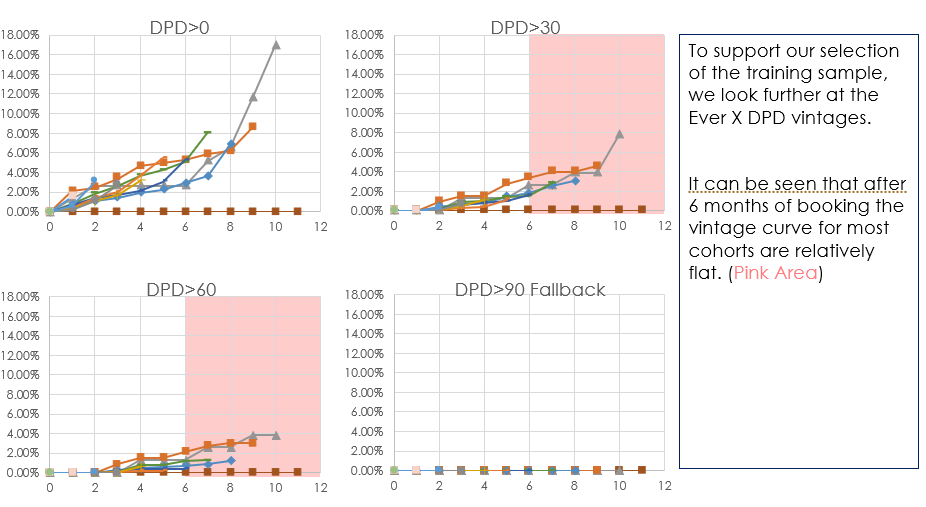 DPD>0
18.00%
16.00%
14.00%
12.00%
10.00%
8.00%
6.00%
4.00%
2.00%
0.00%
0 2 4 6 8 10 12
DPD>30
18.00%
16.00%
14.00%
12.00%
10.00%
8.00%
6.00%
4.00%
2.00%
0.00%
0 2 4 6 8 10 12
DPD>60
18.00%
16.00%
14.00%
12.00%
10.00%
8.00%
6.00%
4.00%
2.00%
0.00%
0 2 4 6 8 10 12
DPD>90 Fallback
18.00%
16.00%
14.00%
12.00%
10.00%
8.00%
6.00%
4.00%
2.00%
0.00%
0 2 4 6 8 10 12
To support our selection
of the training sample,
we look further at the
Ever X DPD vintages.
It can be seen that after
6 months of booking the
vintage curve for most
cohorts are relatively
flat. (Pink Area)